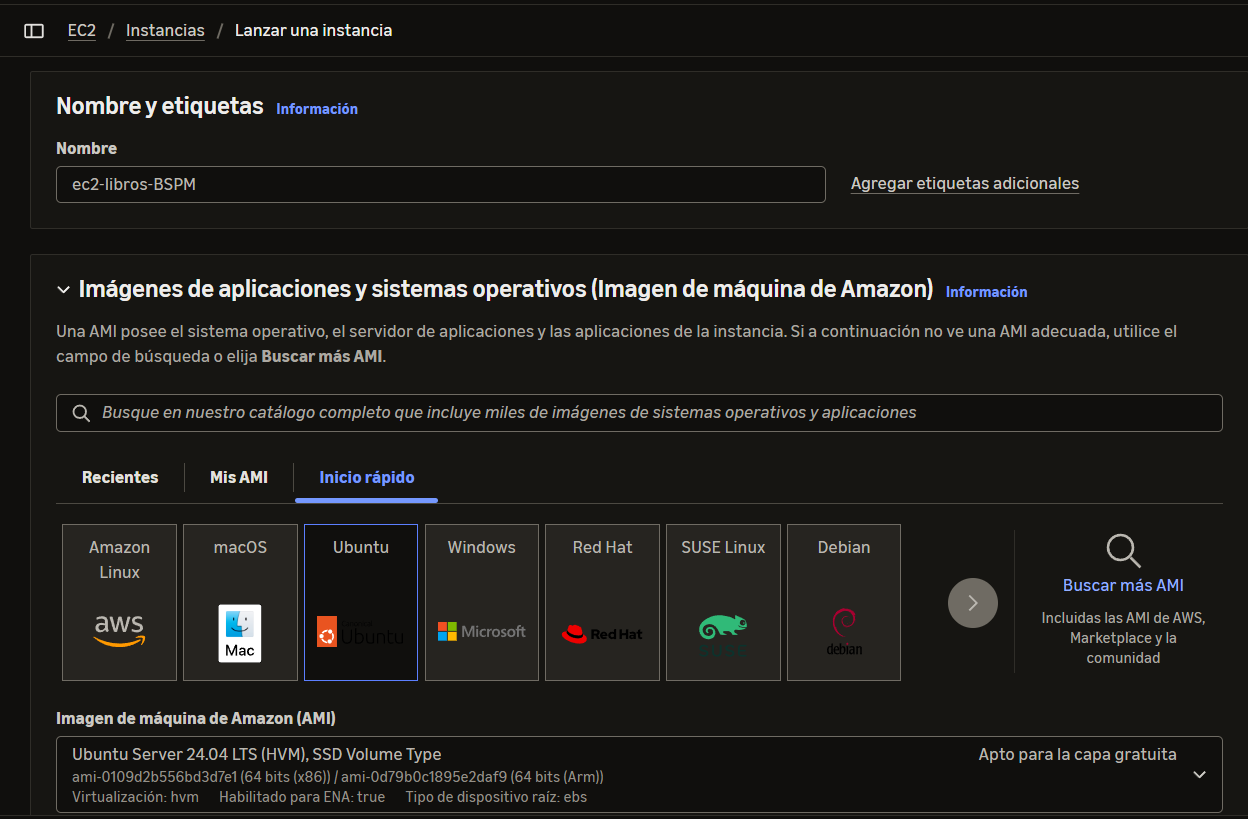 EC2 / Instancias / Lanzar una instancia
Nombre y etiquetas Información
Nombre
ec2-libros-BSPM
Agregar etiquetas adicionales
Imágenes de aplicaciones y sistemas operativos (Imagen de máquina de Amazon) Información
Una AMI posee el sistema operativo, el servidor de aplicaciones y las aplicaciones de la instancia. Si a continuación no ve una AMI adecuada, utilice el
campo de búsqueda o elija Buscar más AMI.
Busque en nuestro catálogo completo que incluye miles de imágenes de sistemas operativos y aplicaciones
Recientes Mis AMI Inicio rápido
Amazon
Linux
aws
macOS
Mac
Ubuntu
Ubuntu
Windows
Microsoft
Red Hat
Red Hat
SUSE Linux
Debian
debian
Buscar más AMI
Incluidas las AMI de AWS,
Marketplace y la
comunidad
Imagen de máquina de Amazon (AMI)
Ubuntu Server 24.04 LTS (HVM), SSD Volume Type Apto para la capa gratuita
ami-0109d2b556bd3d7e1 (64 bits (x86)) / ami-0d79b0c1895e2daf9 (64 bits (Arm))
Virtualización: hvm Habilitado para ENA: true Tipo de dispositivo raíz: ebs